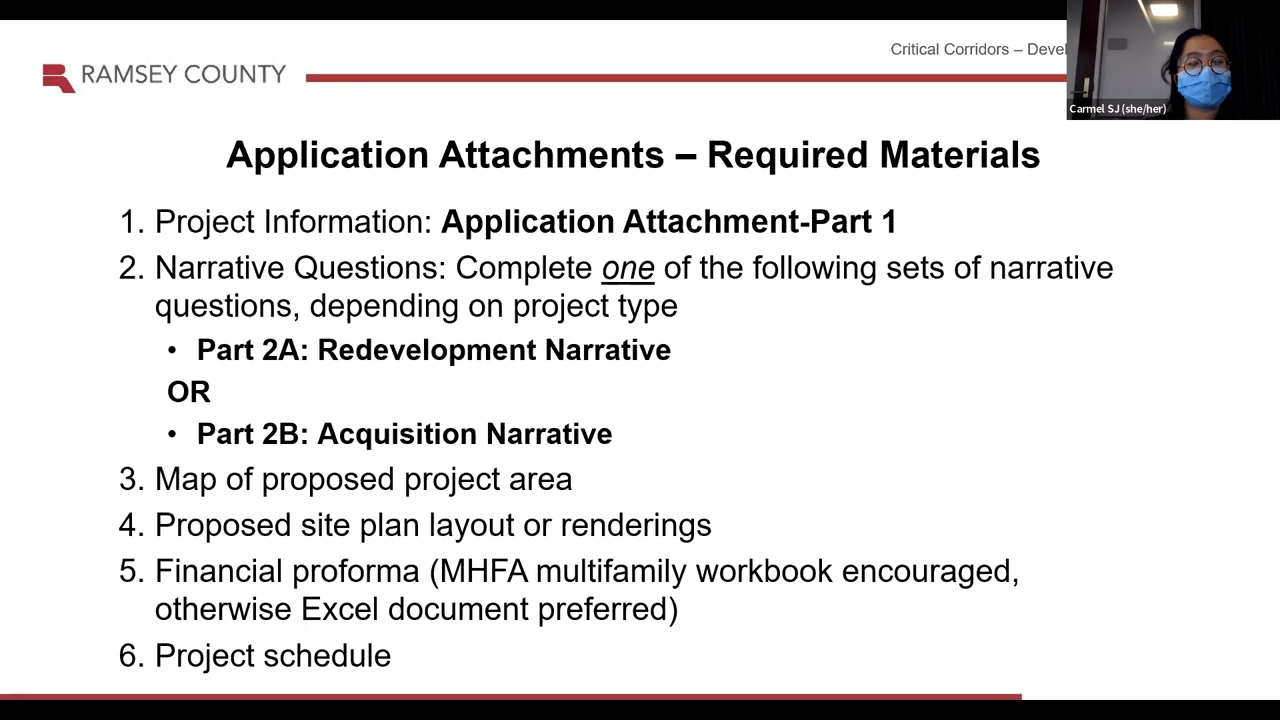 Critical Corridors –
RAMSEY COUNTY
Carmel SJ (she/her)
Application Attachments – Required Materials
1. Project Information: Application Attachment-Part 1
2. Narrative Questions: Complete one of the following sets of narrative
questions, depending on project type
• Part 2A: Redevelopment Narrative
OR
• Part 2B: Acquisition Narrative
3. Map of proposed project area
4. Proposed site plan layout or renderings
5. Financial proforma (MHFA multifamily workbook encouraged,
otherwise Excel document preferred)
6. Project schedule